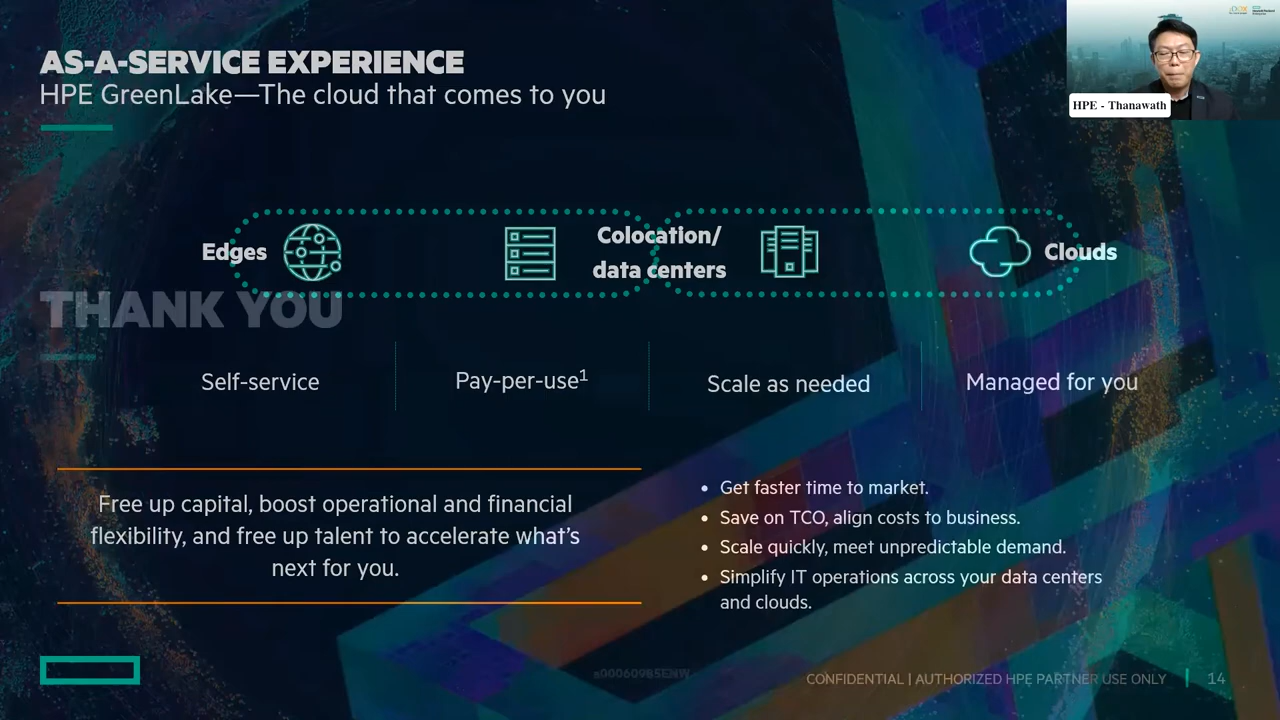 AS-A-SERVICE EXPERIENCE
HPE GreenLake—The cloud that comes to you
HPE - Thanawath
Edges
Colocation/
data centers
Clouds
THANK YOU
Self-service
Pay-per-use¹
Scale as needed
Managed for you
Free up capital, boost operational and financial
flexibility, and free up talent to accelerate what's
next for you.
• Get faster time to market.
• Save on TCO, align costs to business.
• Scale quickly, meet unpredictable demand.
• Simplify IT operations across your data centers
and clouds.
CONFIDENTIAL | AUTHORIZED HPE PARTNER USE ONLY
14